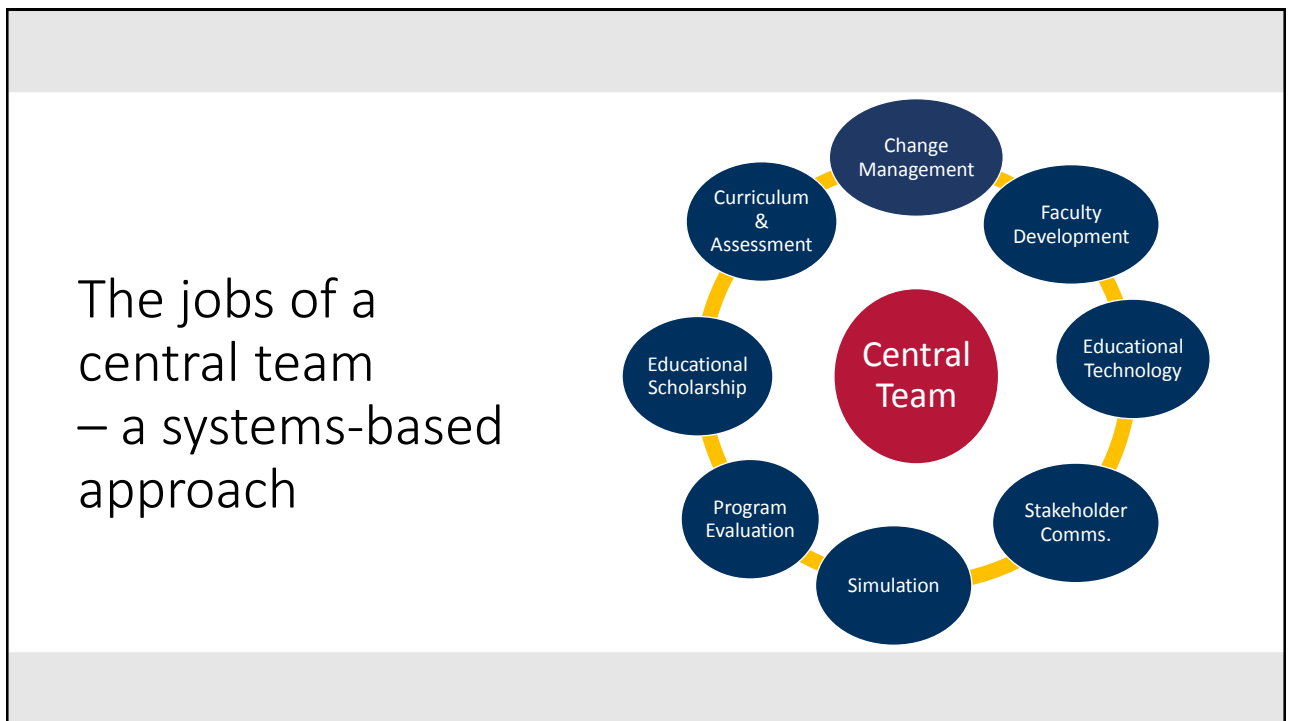 The jobs of a
central team
– a systems-based
approach
Change
Management
Faculty
Development
Educational
Technology
Stakeholder
Comms.
Simulation
Program
Evaluation
Educational
Scholarship
Curriculum
&
Assessment
Central
Team